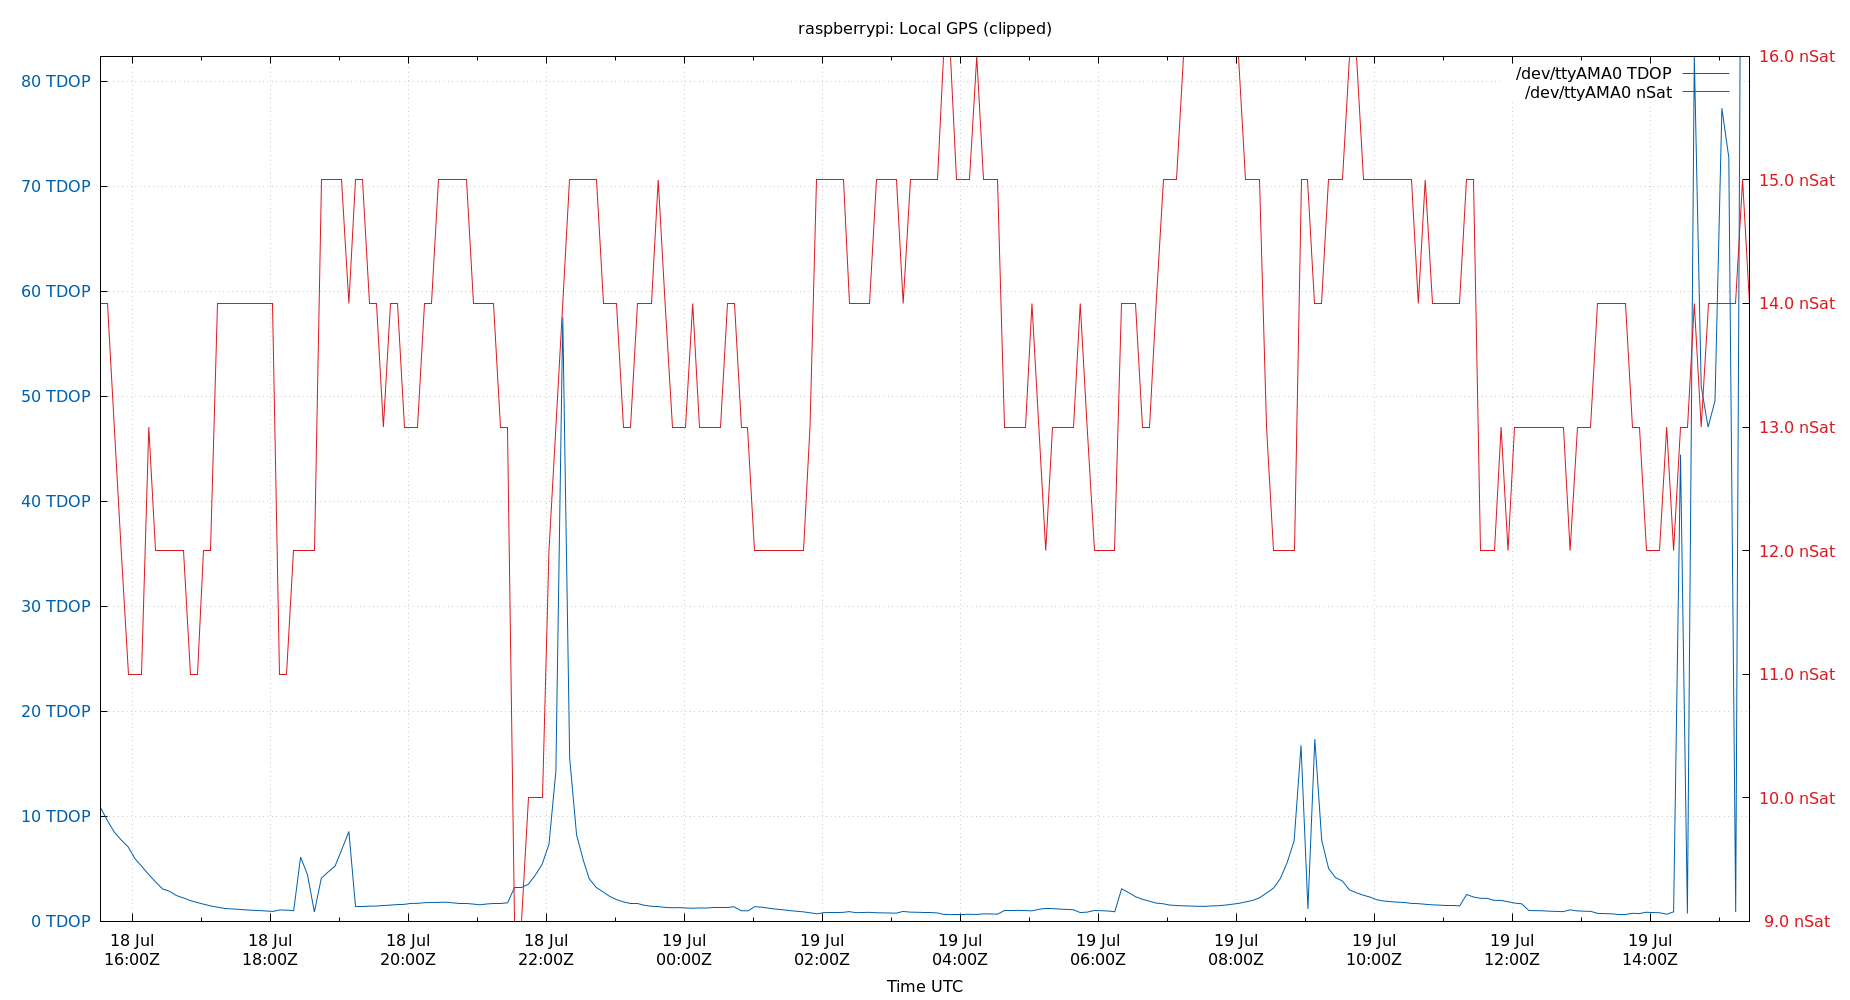 raspberrypi: Local GPS (clipped)
80 TDOP
70 TDOP
60 TDOP
50 TDOP
40 TDOP
30 TDOP
20 TDOP
10 TDOP
0 TDOP
16.0 nSat
15.0 nSat
14.0 nSat
13.0 nSat
12.0 nSat
11.0 nSat
10.0 nSat
9.0 nSat
/dev/ttyAMA0 TDOP
/dev/ttyAMA0 nSat
18 Jul 18 Jul 18 Jul 18 Jul 19 Jul 19 Jul 19 Jul 19 Jul 19 Jul 19 Jul 19 Jul 19 Jul
16:00Z 18:00Z 20:00Z 22:00Z 00:00Z 02:00Z 04:00Z 06:00Z 08:00Z 10:00Z 12:00Z 14:00Z
Time UTC